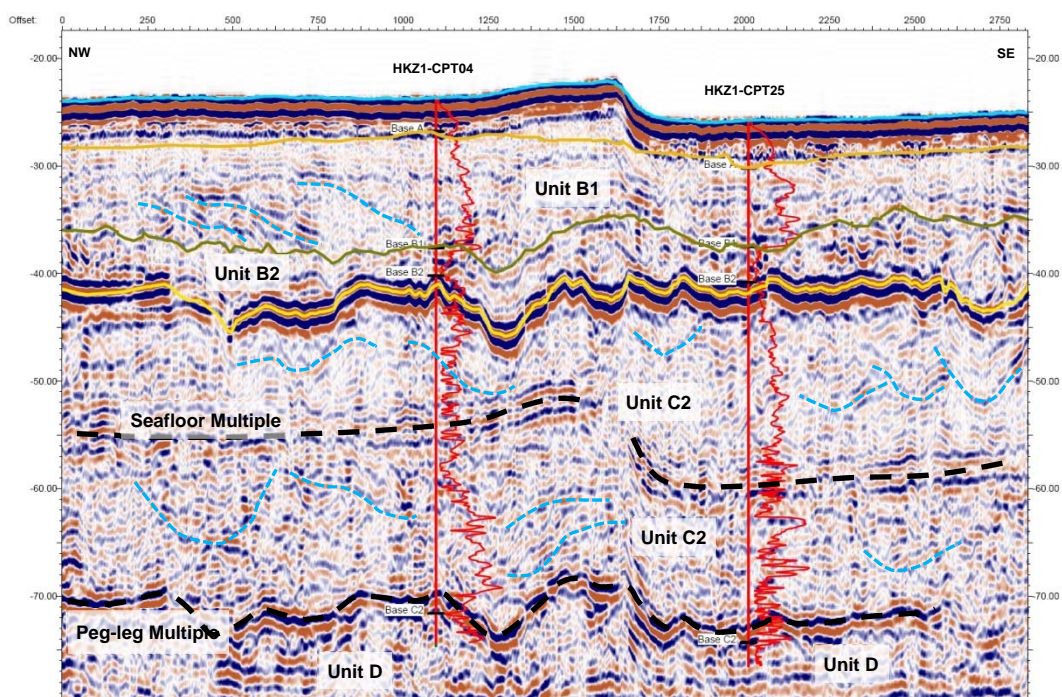 Offset: 0 250 500 750 1000 1250 1500 1750 2000 2250 2500 2750
NW
SE
HKZ1-CPT04
HKZ1-CPT25
-20.00 -20.00
Base A
Base A
-30.00 -30.00
Unit B1
Base B1
Base B1
Unit B2
Base B2
Base B2
-40.00 -40.00
-50.00 -50.00
Seafloor Multiple
Unit C2
-60.00 -60.00
Unit C2
-70.00 -70.00
Base C2
Peg-leg Multiple
Base C2
Unit D
Unit D